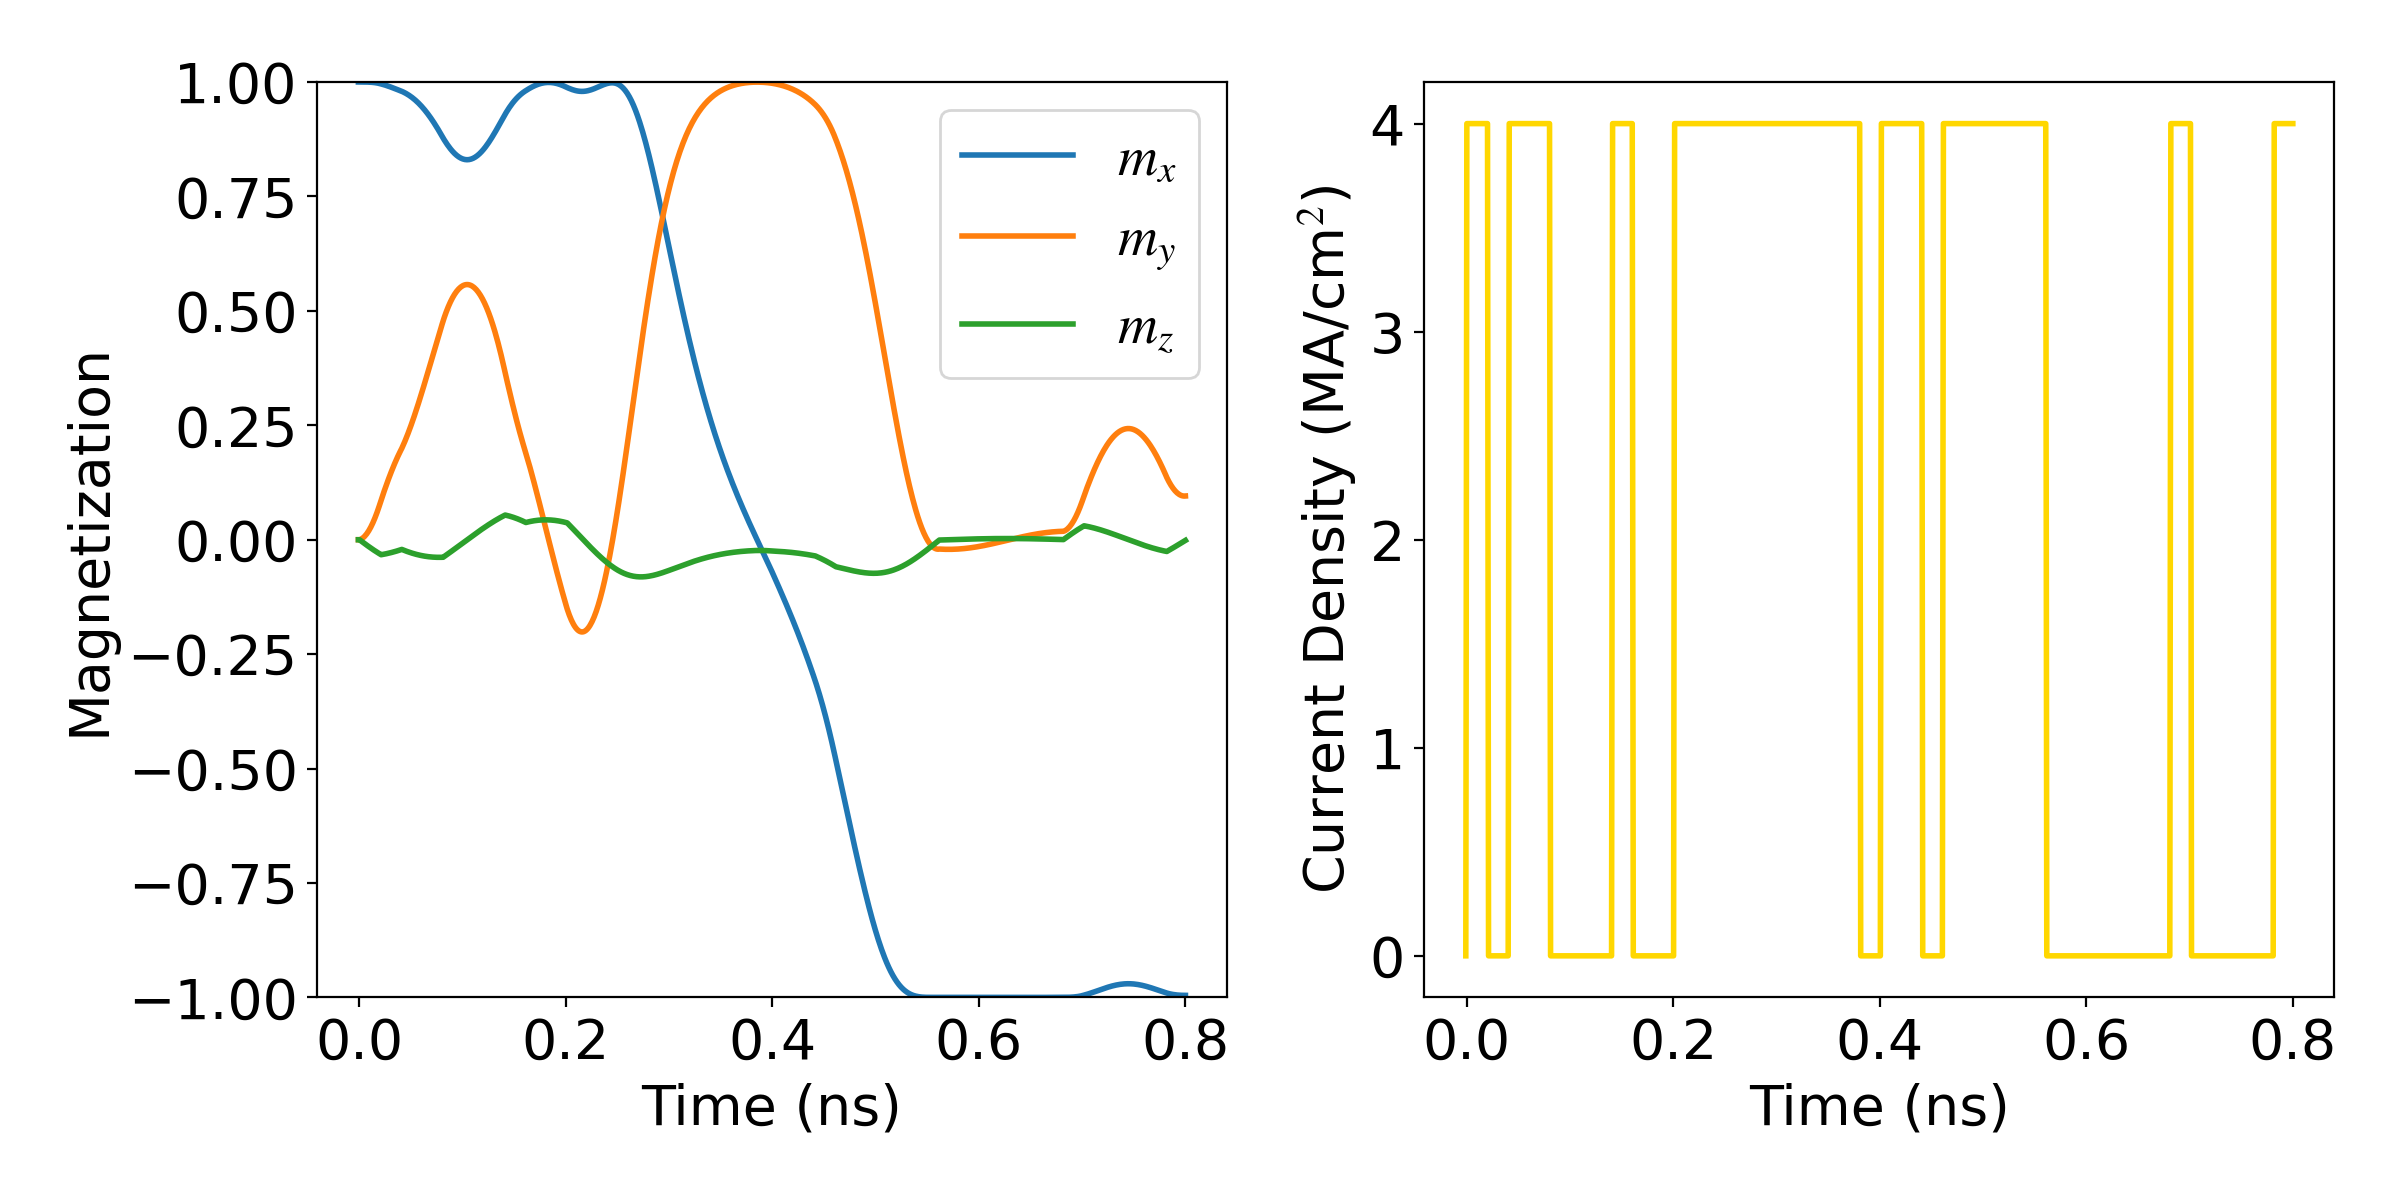 1.00
0.75
0.50
0.25
0.00
−0.25
−0.50
−0.75
−1.00
Magnetization
0.0 0.2 0.4 0.6 0.8
Time (ns)
m_x
m_y
m_z
4
3
2
1
0
Current Density (MA/cm²)
0.0 0.2 0.4 0.6 0.8
Time (ns)